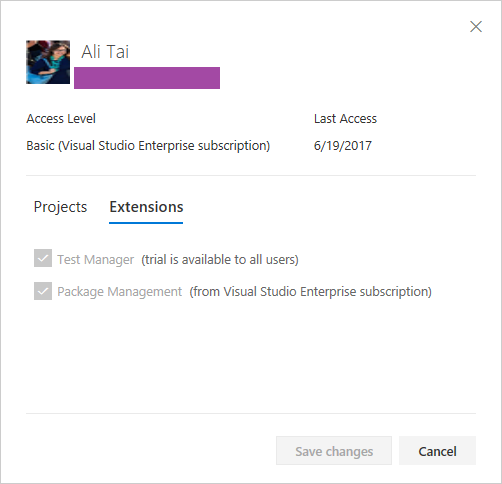 Ali Tai
Access Level
Last Access
Basic (Visual Studio Enterprise subscription)
6/19/2017
Projects
Extensions
Test Manager (trial is available to all users)
Package Management (from Visual Studio Enterprise subscription)
Save changes
Cancel